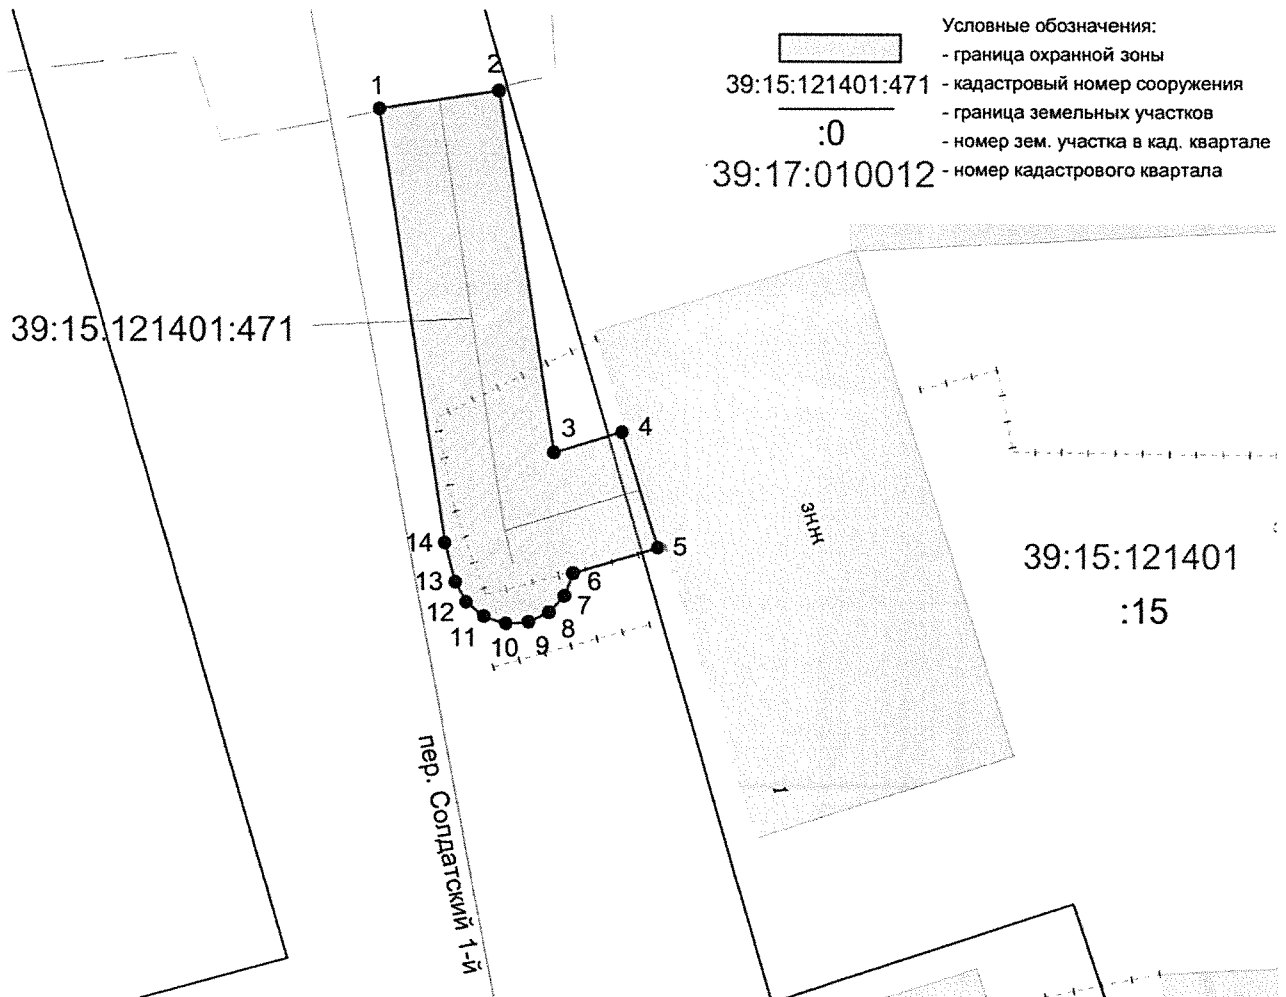 Условные обозначения:
- граница охранной зоны
39:15:121401:471 - кадастровый номер сооружения
- граница земельных участков
:0 - номер зем. участка в кад. квартале
39:17:010012 - номер кадастрового квартала
1
2
39:15:121401:471
3
4
5
6
7
8
9
10
11
12
13
14
знж
39:15:121401
:15
1
пер. Солдатский 1-й